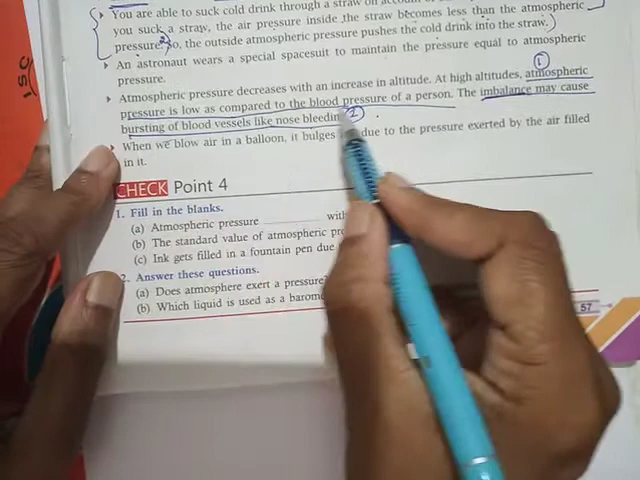 You are able to suck cold drink through a straw on account of
you suck a straw, the air pressure inside the straw becomes less than the atmospheric
pressure. So, the outside atmospheric pressure pushes the cold drink into the straw.
An astronaut wears a special spacesuit to maintain the pressure equal to atmospheric
pressure.
Atmospheric pressure decreases with an increase in altitude. At high altitudes, atmospheric
pressure is low as compared to the blood pressure of a person. The imbalance may cause
bursting of blood vessels like nose bleeding
When we blow air in a balloon, it bulges due to the pressure exerted by the air filled
in it.
CHECK Point 4
1. Fill in the blanks.
(a) Atmospheric pressure ________ with
(b) The standard value of atmospheric
(c) Ink gets filled in a fountain pen due
2. Answer these questions.
(a) Does atmosphere exert a pressure?
(b) Which liquid is used as a
57